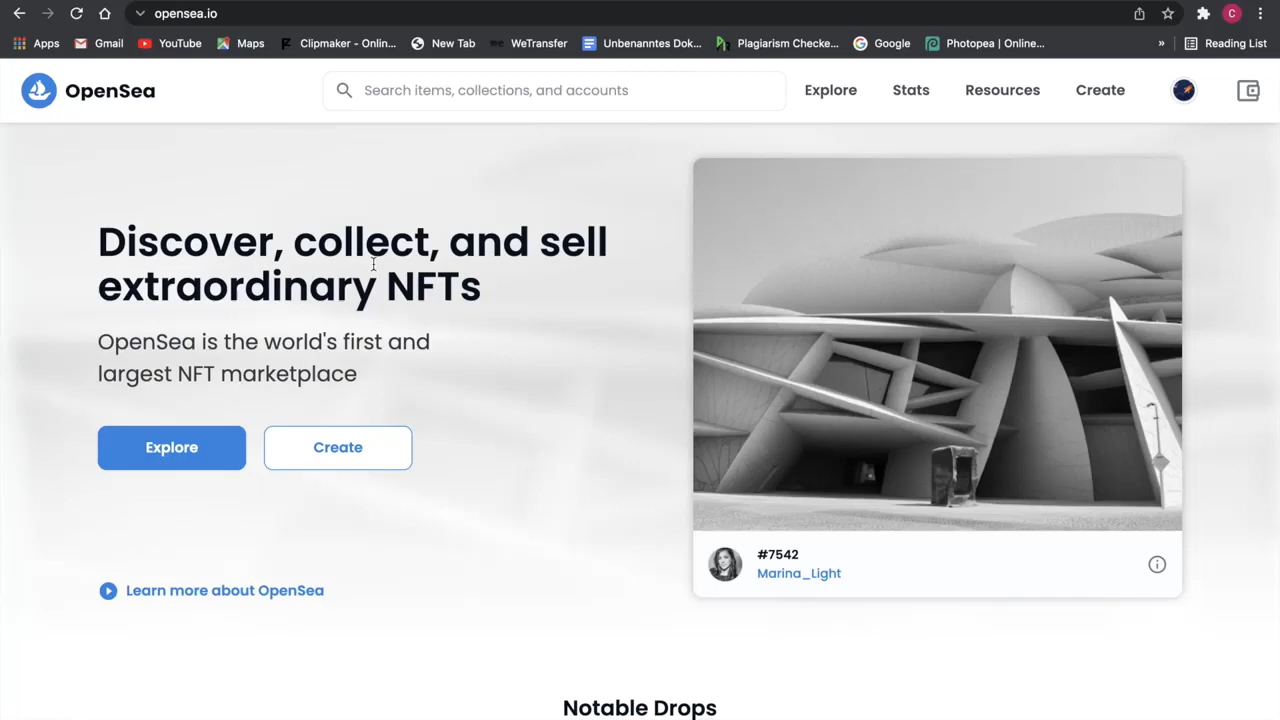 opensea.io
C
Apps
Gmail
YouTube
Maps
Clipmaker - Onlin...
New Tab
WeTransfer
Unbenanntes Dok...
Plagiarism Checke...
Google
Photopea | Online...
»
Reading List
OpenSea
Search items, collections, and accounts
Explore
Stats
Resources
Create
Discover, collect, and sell
extraordinary NFTs
OpenSea is the world's first and
largest NFT marketplace
Explore
Create
#7542
Marina_Light
Learn more about OpenSea
Notable Drops